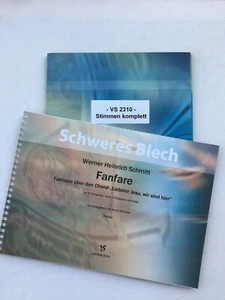 - VS 2310 -
Stimmen komplett
Schweres Blech
Werner Heinrich Schmitt
Fanfare
Fantasie über den Choral „Liebster Jesu, wir sind hier"